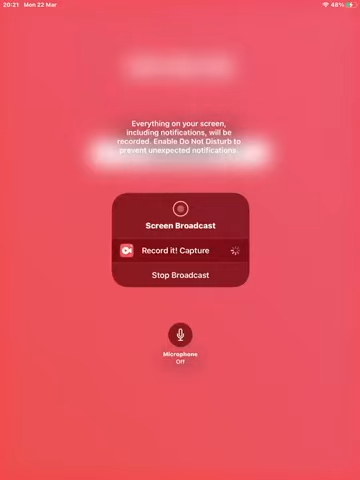 20:21 Mon 22 Mar 48%
Everything on your screen,
including notifications, will be
recorded. Enable Do Not Disturb to
prevent unexpected notifications.
Screen Broadcast
Record it! Capture
Stop Broadcast
Microphone
Off